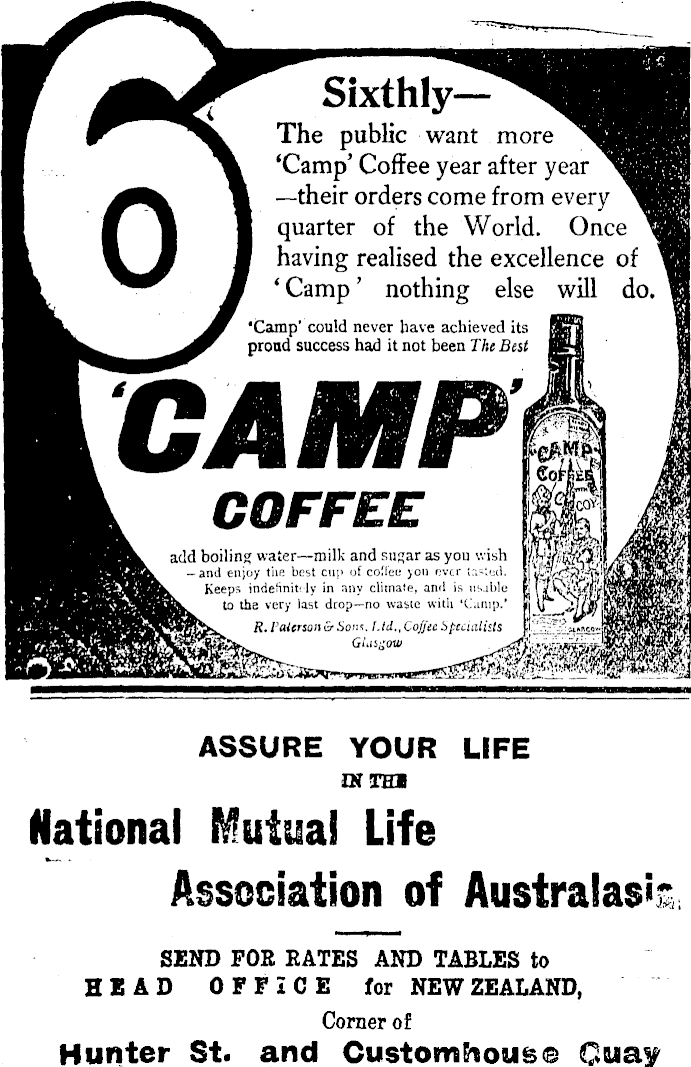 6
Sixthly—
The public want more
'Camp' Coffee year after year
—their orders come from every
quarter of the World. Once
having realised the excellence of
'Camp' nothing else will do.
'Camp' could never have achieved its
proud success had it not been The Best
'CAMP'
COFFEE
"CAMP"
COFFEE
COY
GLASGOW
add boiling water—milk and sugar as you wish
—and enjoy the best cup of coffee you ever tasted.
Keeps indefinitely in any climate, and is usable
to the very last drop—no waste with 'Camp.'
R. Paterson & Sons, Ltd., Coffee Specialists
Glasgow
ASSURE YOUR LIFE
IN THE
National Mutual Life
Association of Australasia.
SEND FOR RATES AND TABLES to
HEAD OFFICE for NEW ZEALAND,
Corner of
Hunter St. and Customhouse Quay